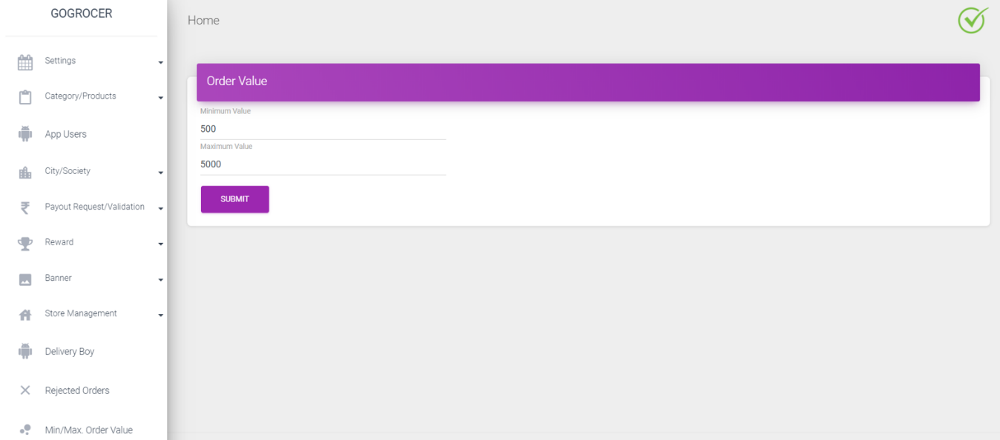 GOGROCER
Settings
Category/Products
App Users
City/Society
Payout Request/Validation
Reward
Banner
Store Management
Delivery Boy
Rejected Orders
Min/Max. Order Value
Home
Order Value
Minimum Value
500
Maximum Value
5000
SUBMIT